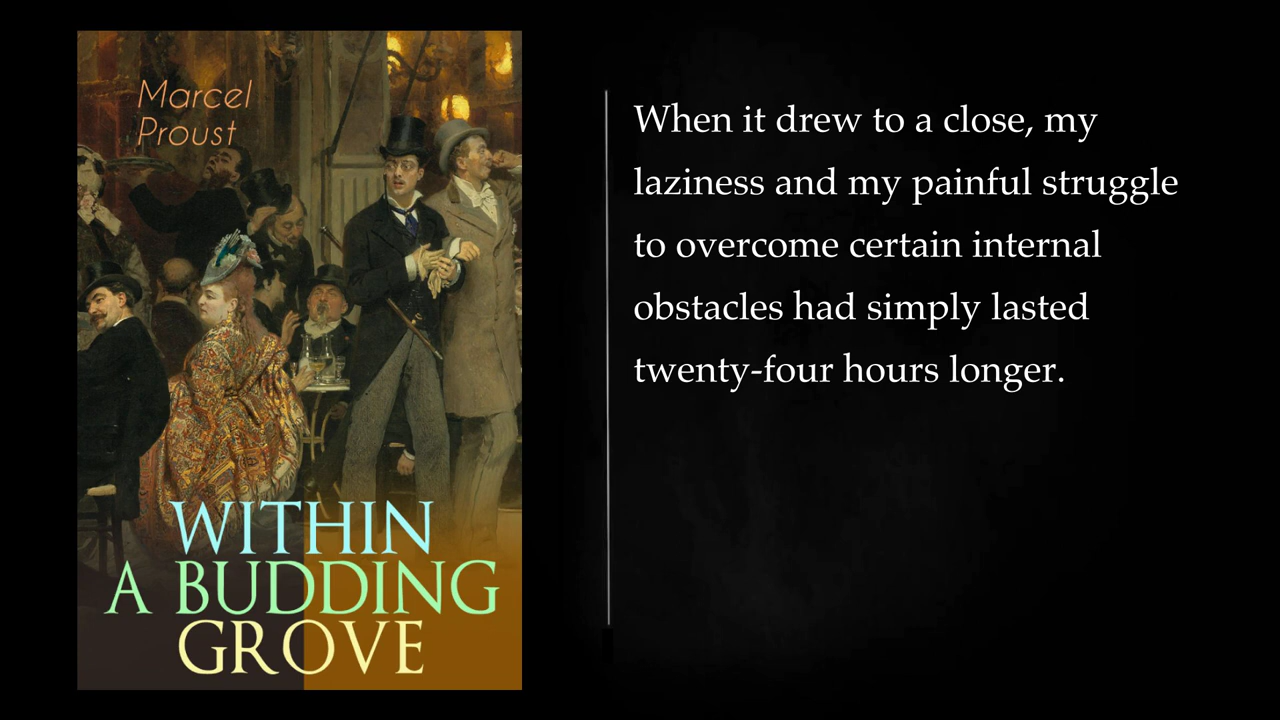 Marcel
Proust
WITHIN
A BUDDING
GROVE
When it drew to a close, my
laziness and my painful struggle
to overcome certain internal
obstacles had simply lasted
twenty-four hours longer.